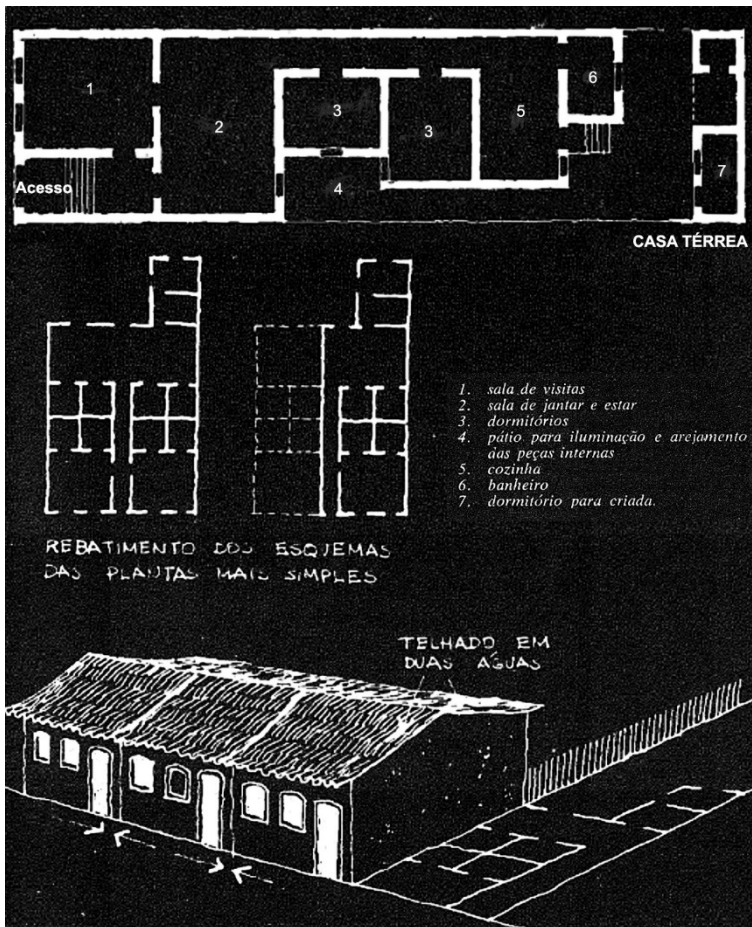 1
2
3
3
4
5
6
7
Acesso
CASA TÉRREA
1. sala de visitas
2. sala de jantar e estar
3. dormitórios
4. pátio para iluminação e arejamento
das peças internas
5. cozinha
6. banheiro
7. dormitório para criada.
REBATIMENTO DOS ESQUEMAS
DAS PLANTAS MAIS SIMPLES
TELHADO EM
DUAS ÁGUAS